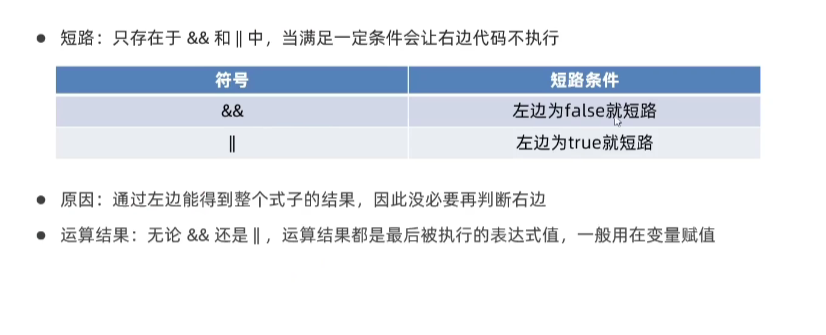 ● 短路：只存在于 && 和 || 中，当满足一定条件会让右边代码不执行
符号 短路条件
&& 左边为false就短路
|| 左边为true就短路
● 原因：通过左边能得到整个式子的结果，因此没必要再判断右边
● 运算结果：无论 && 还是 || ，运算结果都是最后被执行的表达式值，一般用在变量赋值